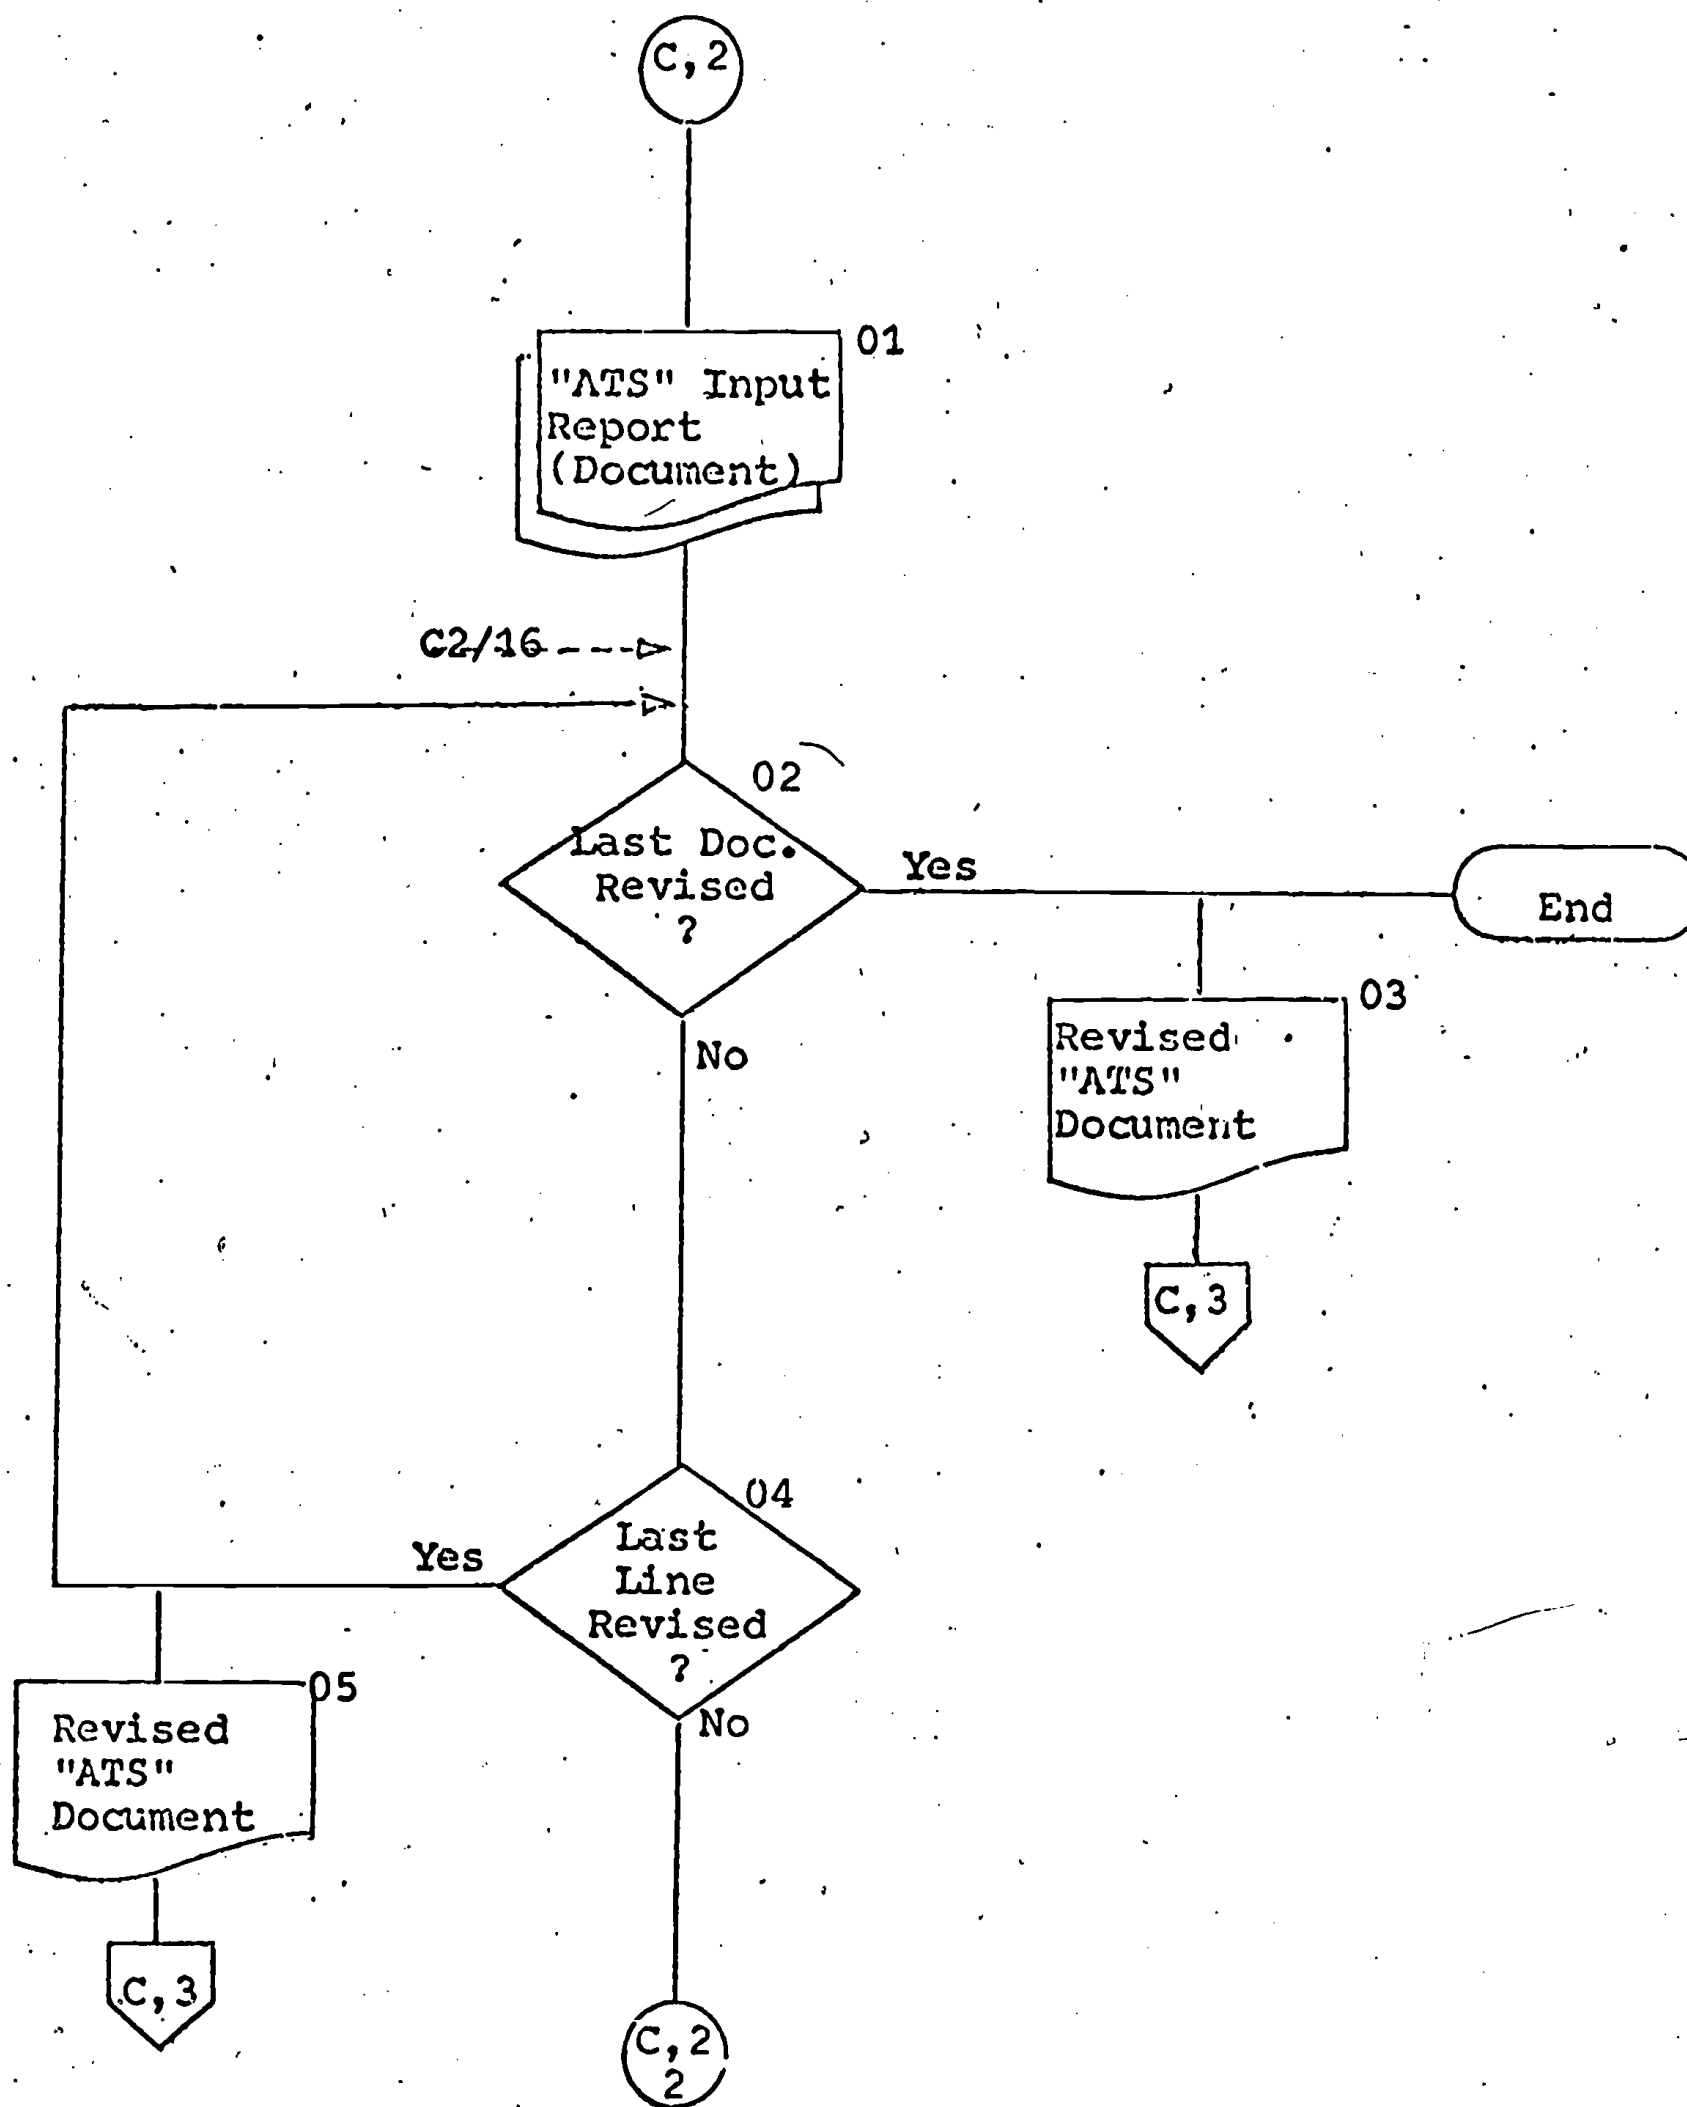 C,2
01
"ATS" Input
Report
(Document)
C2/16
02
Last Doc.
Revised
?
Yes
End
No
03
Revised
"ATS"
Document
C,3
04
Last
Line
Revised
?
Yes
No
05
Revised
"ATS"
Document
C,3
C,2
2